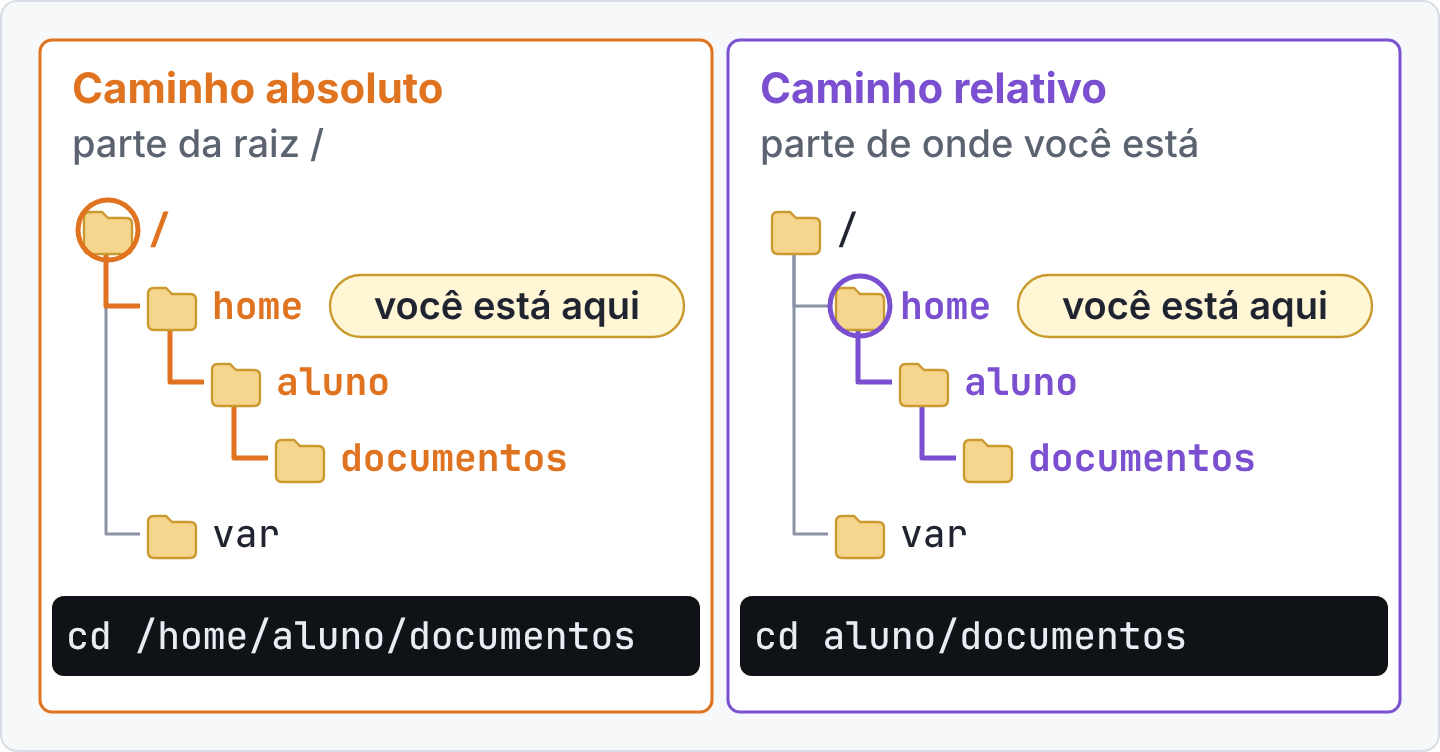 Caminho absoluto
parte da raiz /
/
home
você está aqui
aluno
documentos
var
cd /home/aluno/documentos
Caminho relativo
parte de onde você está
/
home
você está aqui
aluno
documentos
var
cd aluno/documentos